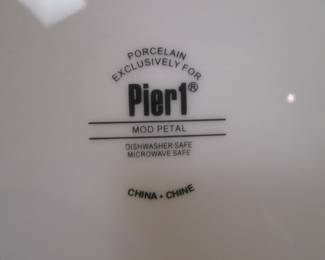 PORCELAIN
EXCLUSIVELY FOR
Pier1®
MOD PETAL
DISHWASHER SAFE
MICROWAVE SAFE
CHINA • CHINE